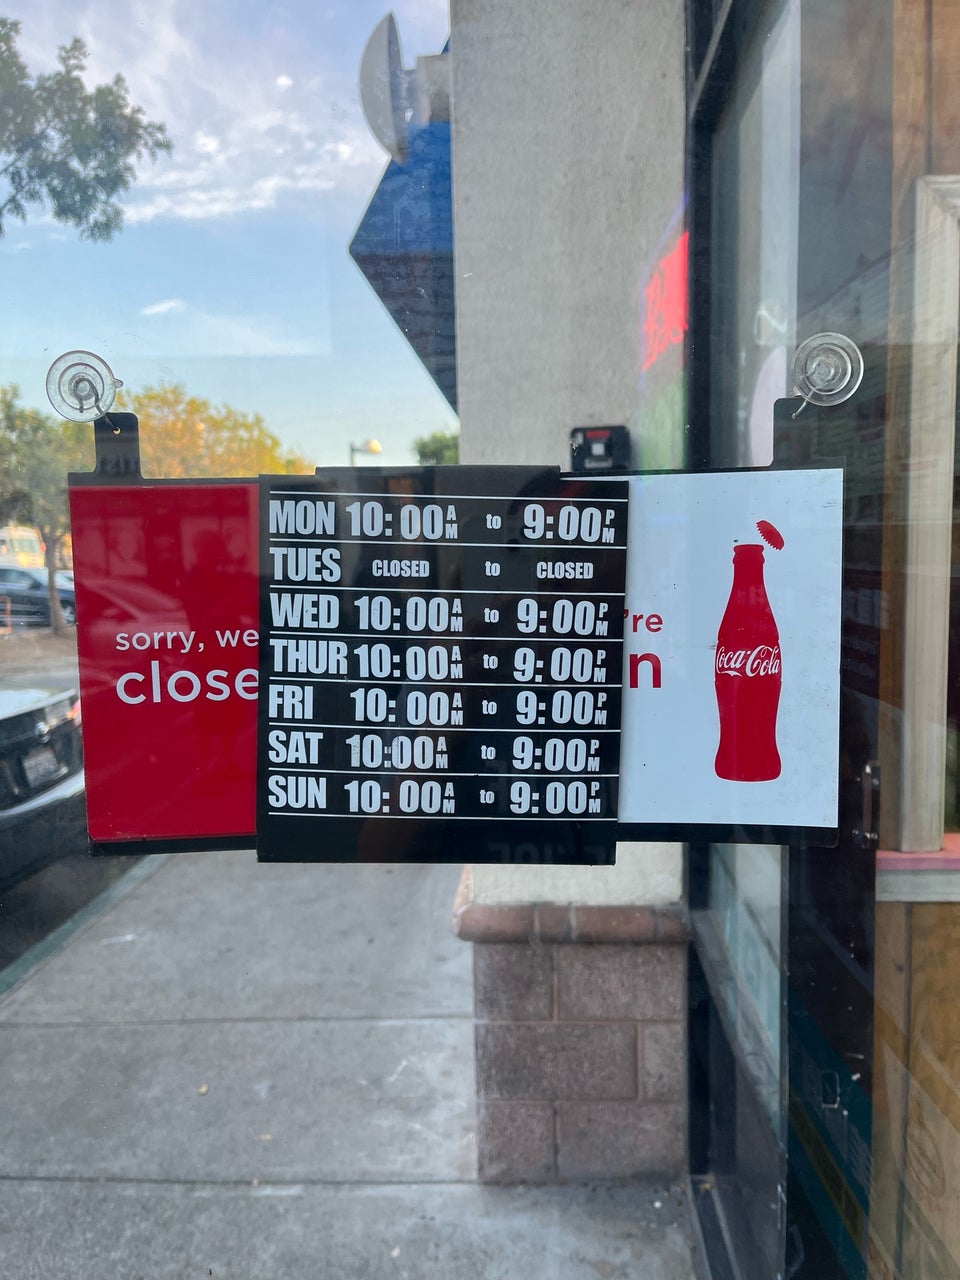 MON 10:00AM to 9:00PM
TUES CLOSED to CLOSED
WED 10:00AM to 9:00PM
THUR 10:00AM to 9:00PM
FRI 10:00AM to 9:00PM
SAT 10:00AM to 9:00PM
SUN 10:00AM to 9:00PM
sorry, we
close
're
n
Coca-Cola